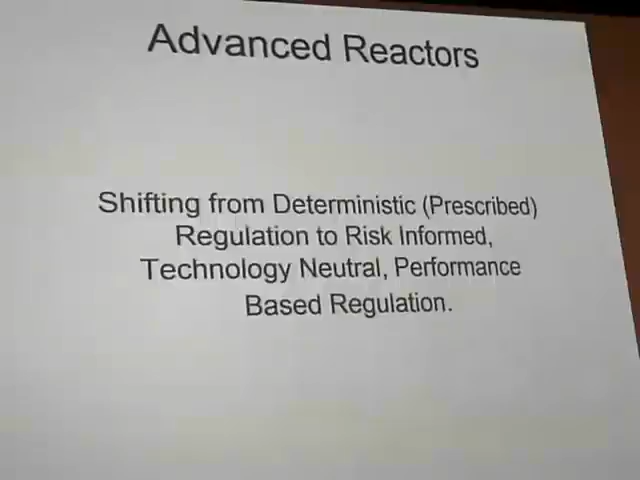 Advanced Reactors
Shifting from Deterministic (Prescribed)
Regulation to Risk Informed,
Technology Neutral, Performance
Based Regulation.